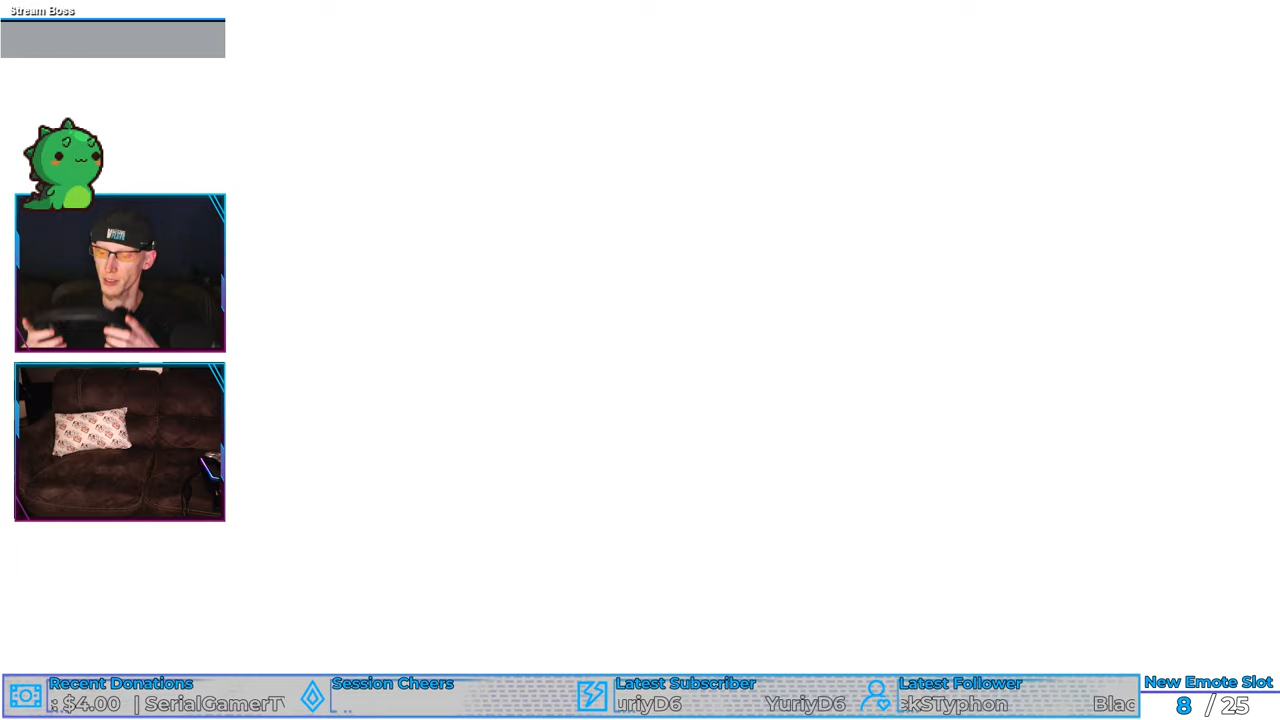 Stream Boss
Recent Donations
: $4.00 | SerialGamerT
Session Cheers
..
Latest Subscriber
uriyD6 YuriyD6
Latest Follower
ckSTyphon Blac
New Emote Slot
8 / 25